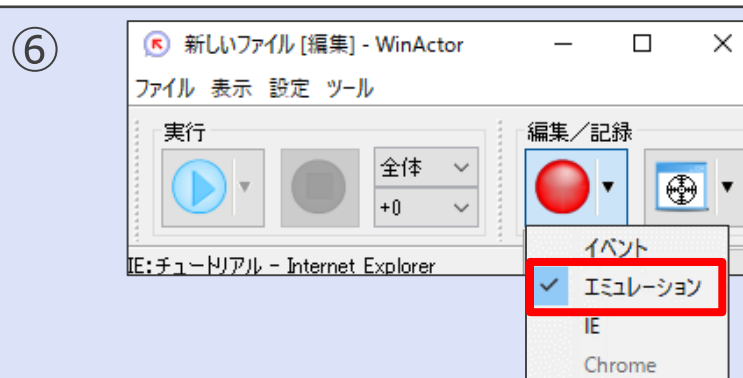 ⑥
新しいファイル [編集] - WinActor
ファイル 表示 設定 ツール
実行
編集／記録
全体
+0
イベント
IE:チュートリアル - Internet Explorer
エミュレーション
IE
Chrome